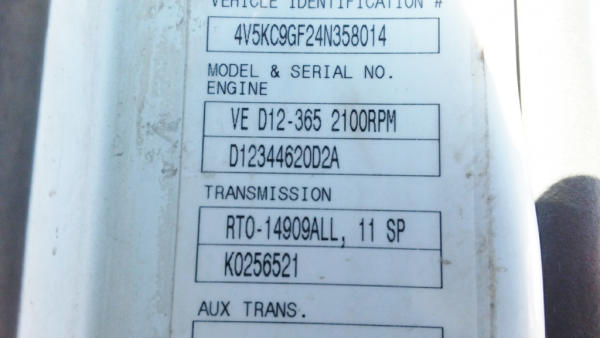 VEHICLE IDENTIFICATION #
4V5KC9GF24N358014
MODEL & SERIAL NO.
ENGINE
VE D12-365 2100RPM
D12344620D2A
TRANSMISSION
RTO-14909ALL, 11 SP
K0256521
AUX TRANS.